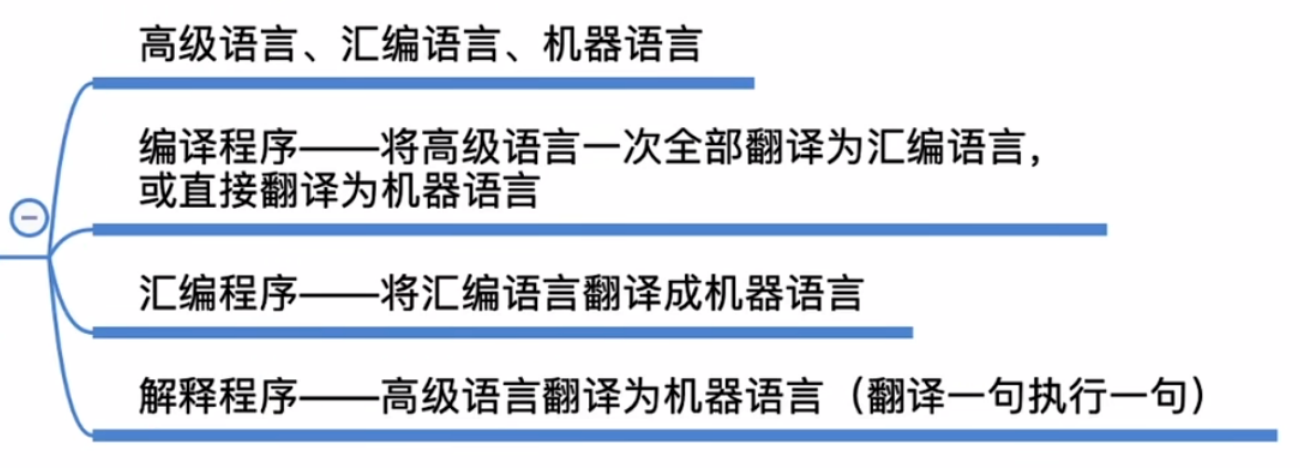 高级语言、汇编语言、机器语言
编译程序——将高级语言一次全部翻译为汇编语言，
或直接翻译为机器语言
汇编程序——将汇编语言翻译成机器语言
解释程序——高级语言翻译为机器语言（翻译一句执行一句）